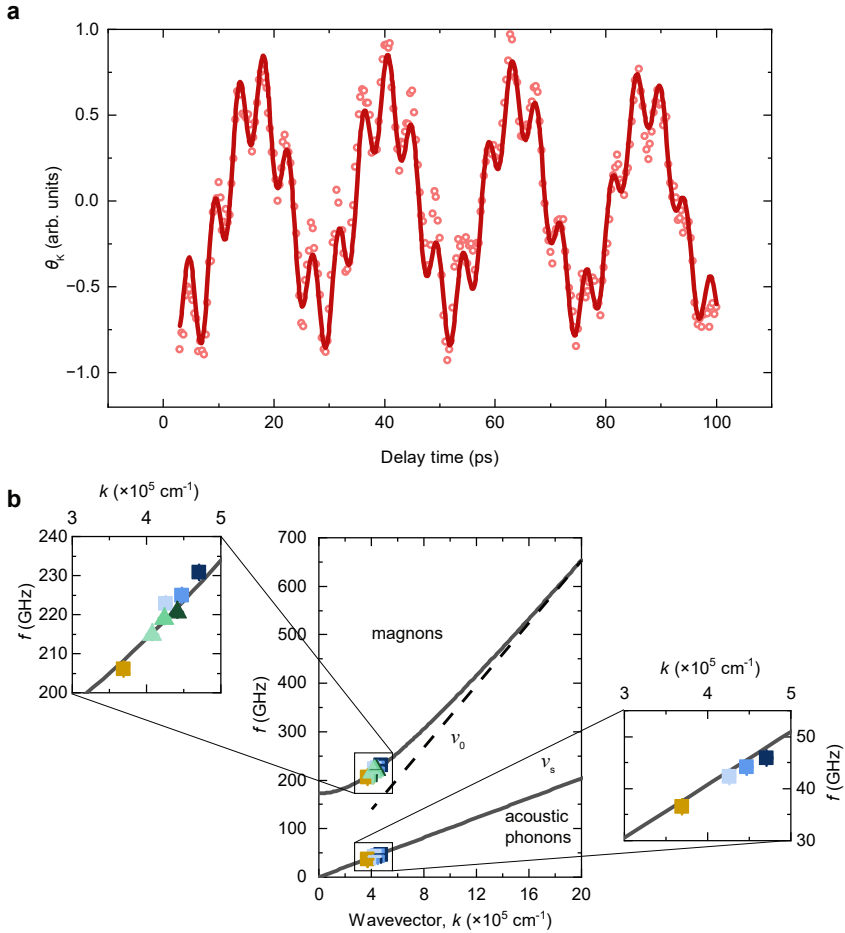 a
1.0
0.5
0.0
−0.5
−1.0
θK (arb. units)
0 20 40 60 80 100
Delay time (ps)
b
k (×10⁵ cm⁻¹)
3 4 5
240
230
220
210
200
f (GHz)
700
600
500
400
300
200
100
0
f (GHz)
magnons
v₀
vₛ
acoustic
phonons
0 4 8 12 16 20
Wavevector, k (×10⁵ cm⁻¹)
k (×10⁵ cm⁻¹)
3 4 5
50
40
30
f (GHz)